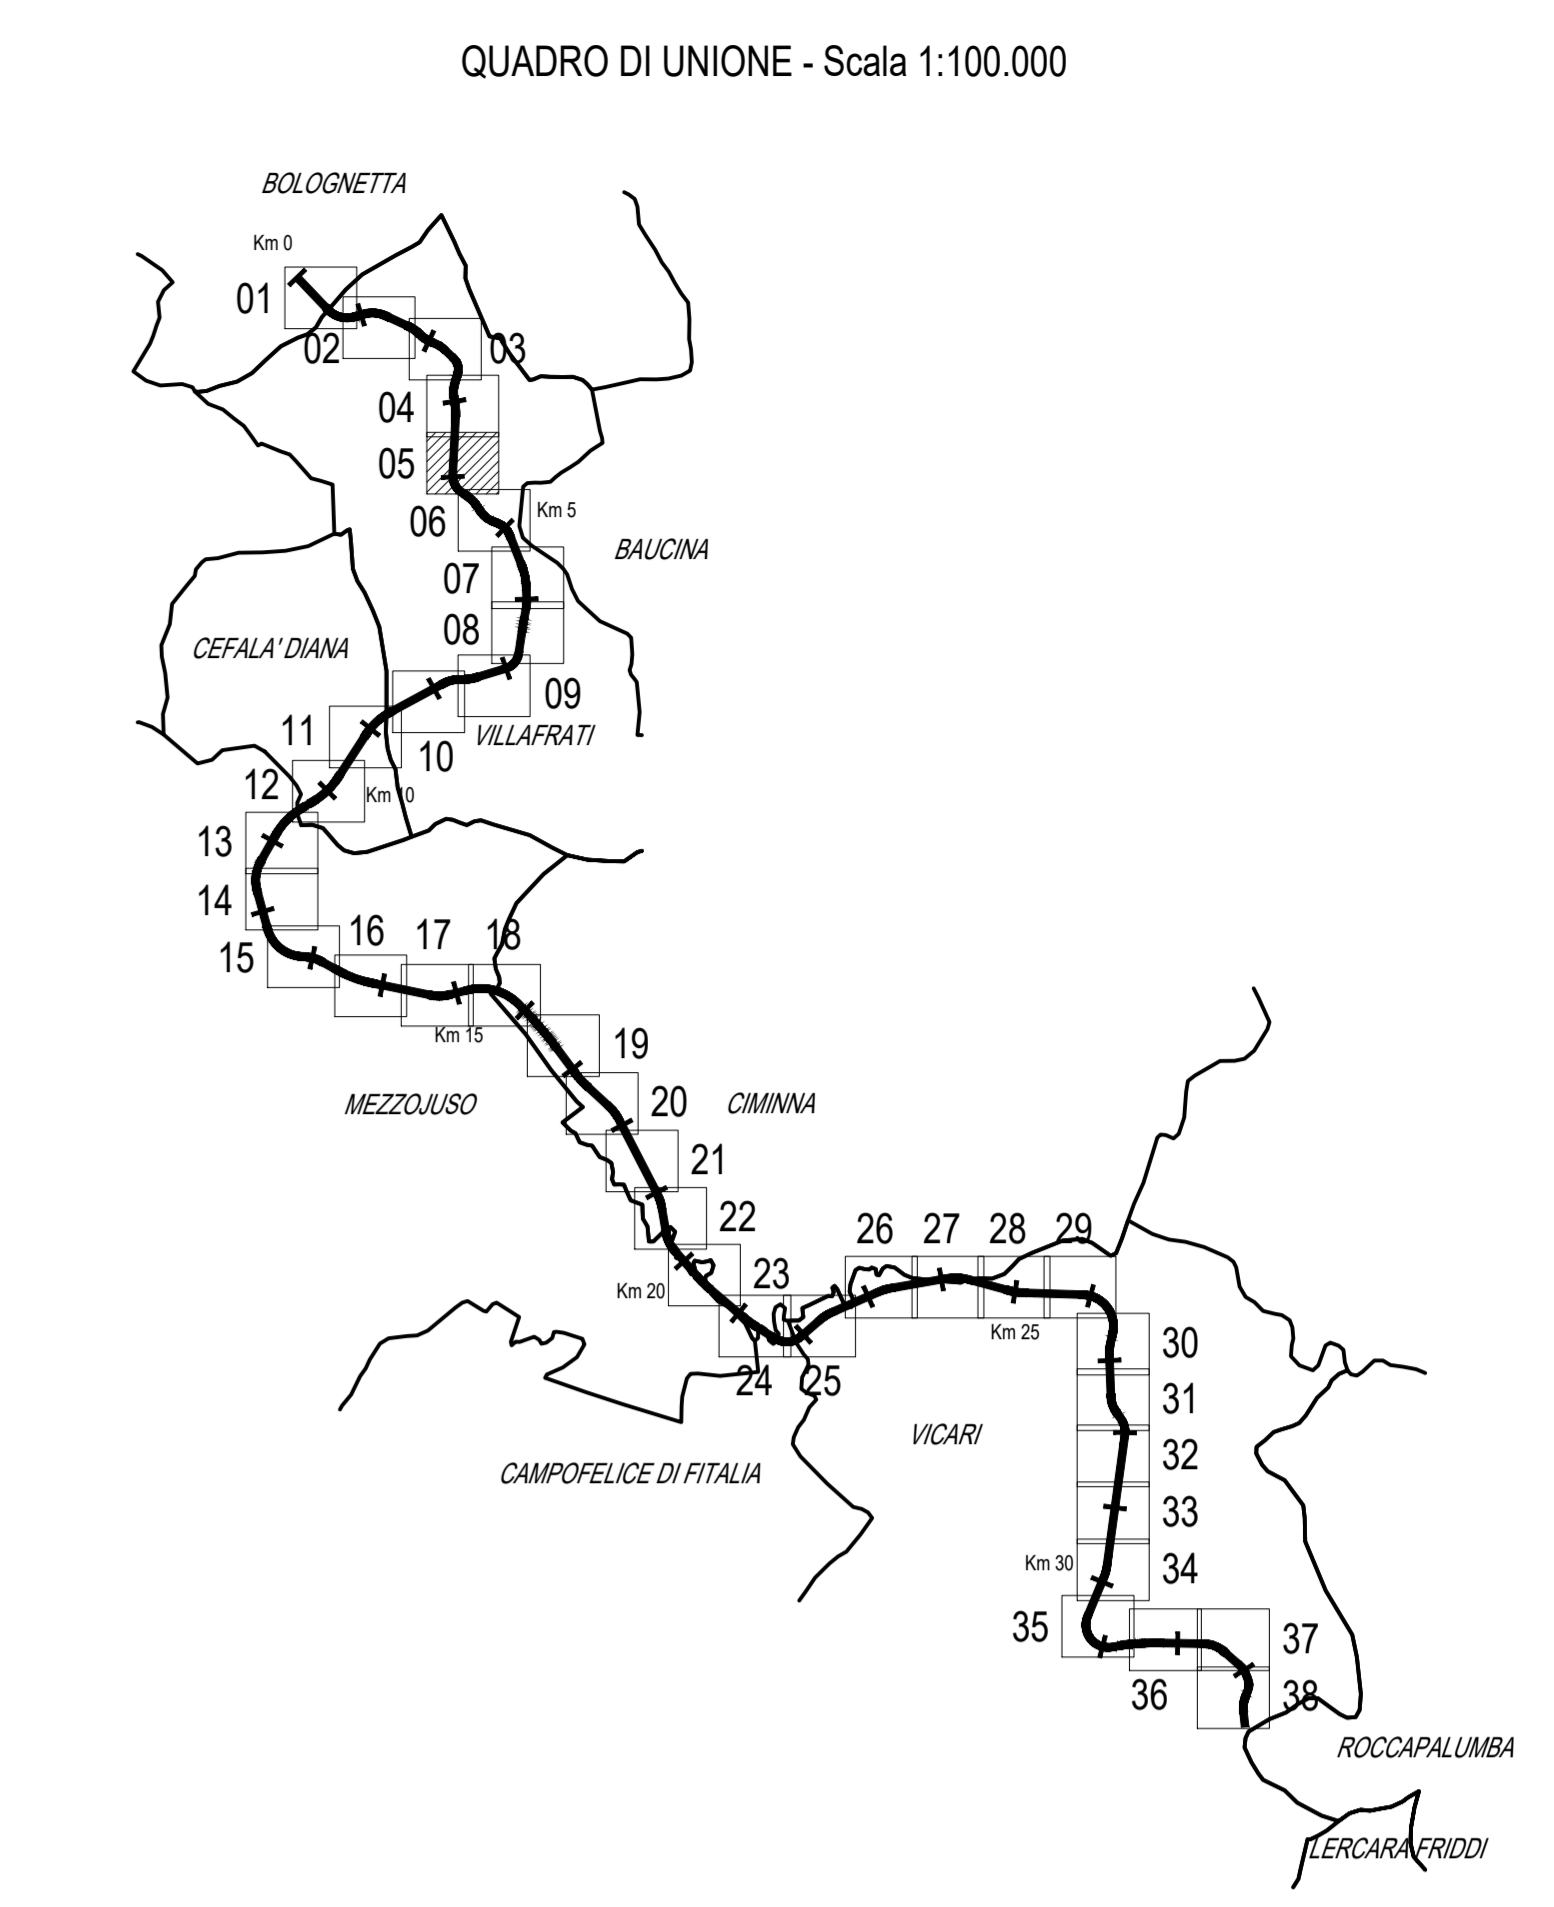 QUADRO DI UNIONE - Scala 1:100.000
BOLOGNETTA
Km 0
01
02
03
04
05
06
Km 5
BAUCINA
07
08
CEFALA' DIANA
09
VILLAFRATI
10
11
12
Km 10
13
14
15
16
17
18
Km 15
19
MEZZOJUSO
CIMINNA
20
21
22
23
Km 20
24
25
26
27
28
29
Km 25
30
31
VICARI
32
CAMPOFELICE DI FITALIA
33
Km 30
34
35
36
37
38
ROCCAPALUMBA
LERCARA FRIDDI